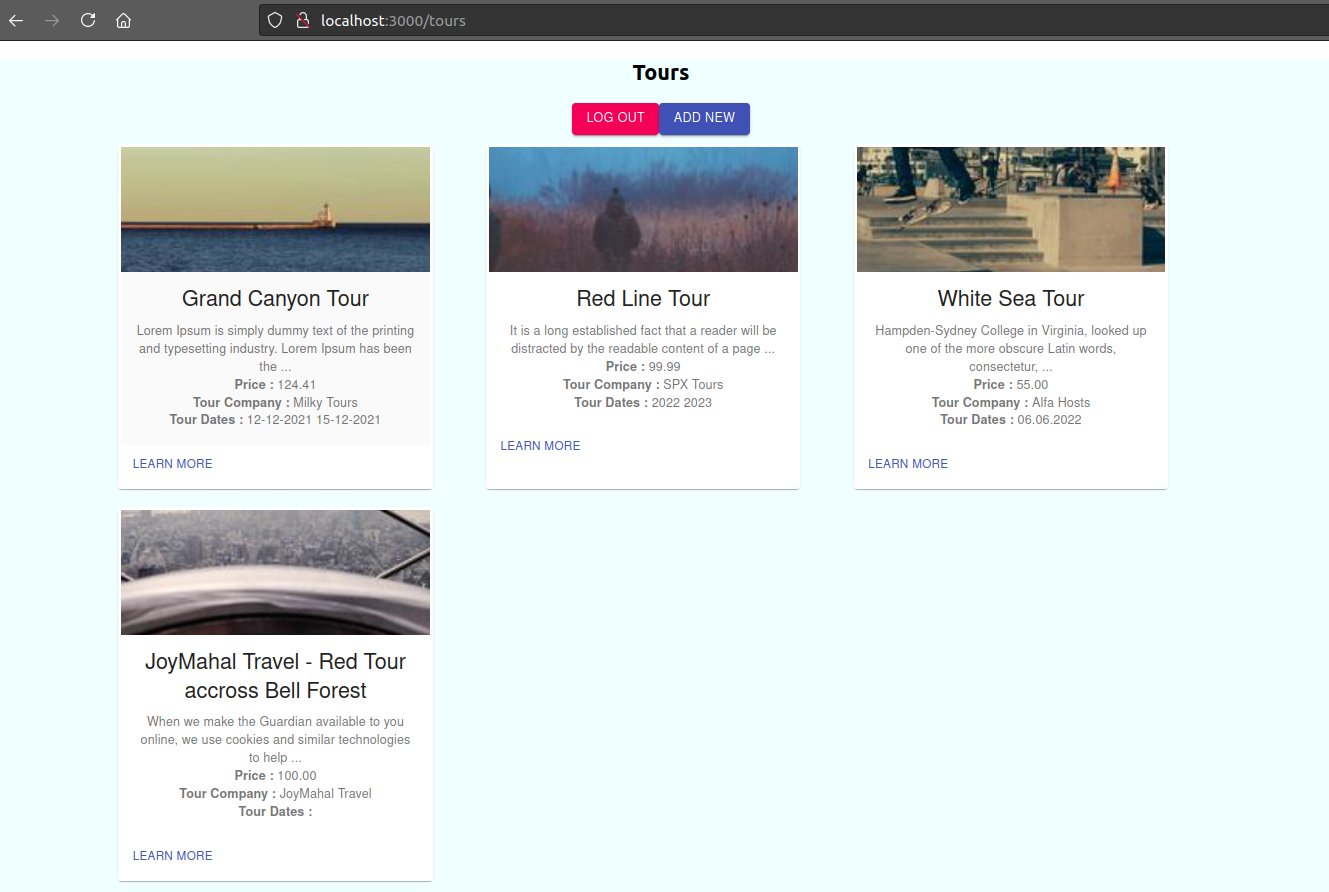 localhost:3000/tours
Tours
LOG OUT ADD NEW
Grand Canyon Tour
Lorem Ipsum is simply dummy text of the printing
and typesetting industry. Lorem Ipsum has been
the ...
Price : 124.41
Tour Company : Milky Tours
Tour Dates : 12-12-2021 15-12-2021
LEARN MORE
Red Line Tour
It is a long established fact that a reader will be
distracted by the readable content of a page ...
Price : 99.99
Tour Company : SPX Tours
Tour Dates : 2022 2023
LEARN MORE
White Sea Tour
Hampden-Sydney College in Virginia, looked up
one of the more obscure Latin words,
consectetur, ...
Price : 55.00
Tour Company : Alfa Hosts
Tour Dates : 06.06.2022
LEARN MORE
JoyMahal Travel - Red Tour
accross Bell Forest
When we make the Guardian available to you
online, we use cookies and similar technologies
to help ...
Price : 100.00
Tour Company : JoyMahal Travel
Tour Dates :
LEARN MORE